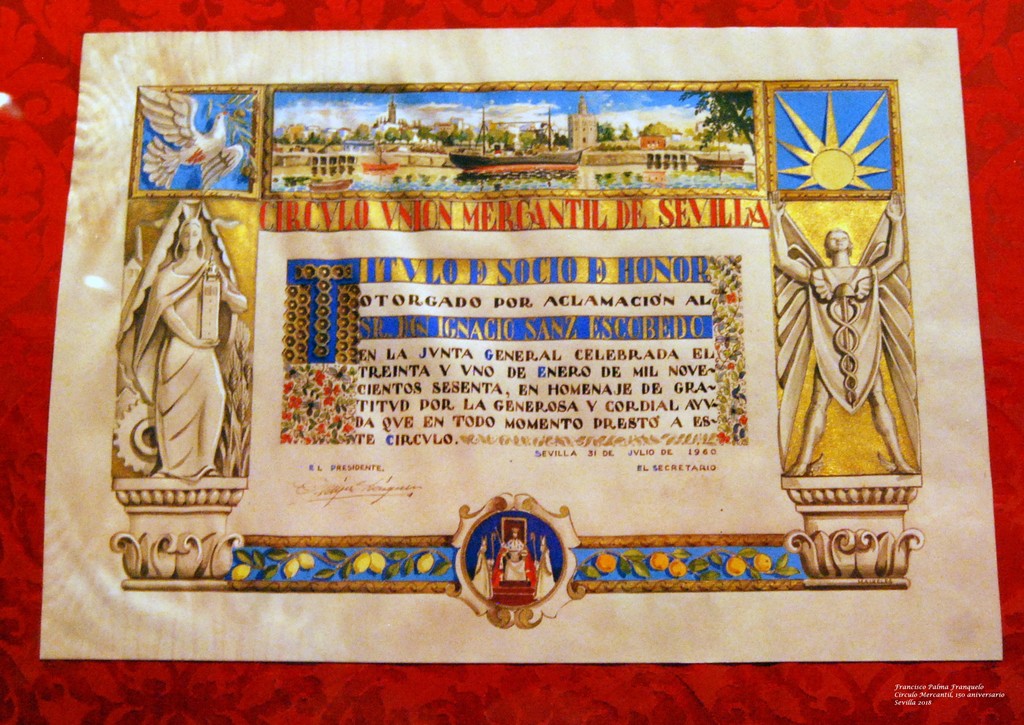 CIRCVLO VNION MERCANTIL DE SEVILLA
TITVLO D SOCIO D HONOR
OTORGADO POR ACLAMACIÓN AL
SR. DN IGNACIO SANZ ESCOBEDO
EN LA JVNTA GENERAL CELEBRADA EL
TREINTA Y VNO DE ENERO DE MIL NOVE-
CIENTOS SESENTA, EN HOMENAJE DE GRA-
TITVD POR LA GENEROSA Y CORDIAL AYV-
DA QVE EN TODO MOMENTO PRESTÓ A ES-
TE CIRCVLO.
SEVILLA 31 DE JVLIO DE 1960
EL PRESIDENTE,
EL SECRETARIO
Francisco Palma Franquelo
Círculo Mercantil, 150 aniversario
Sevilla 2018